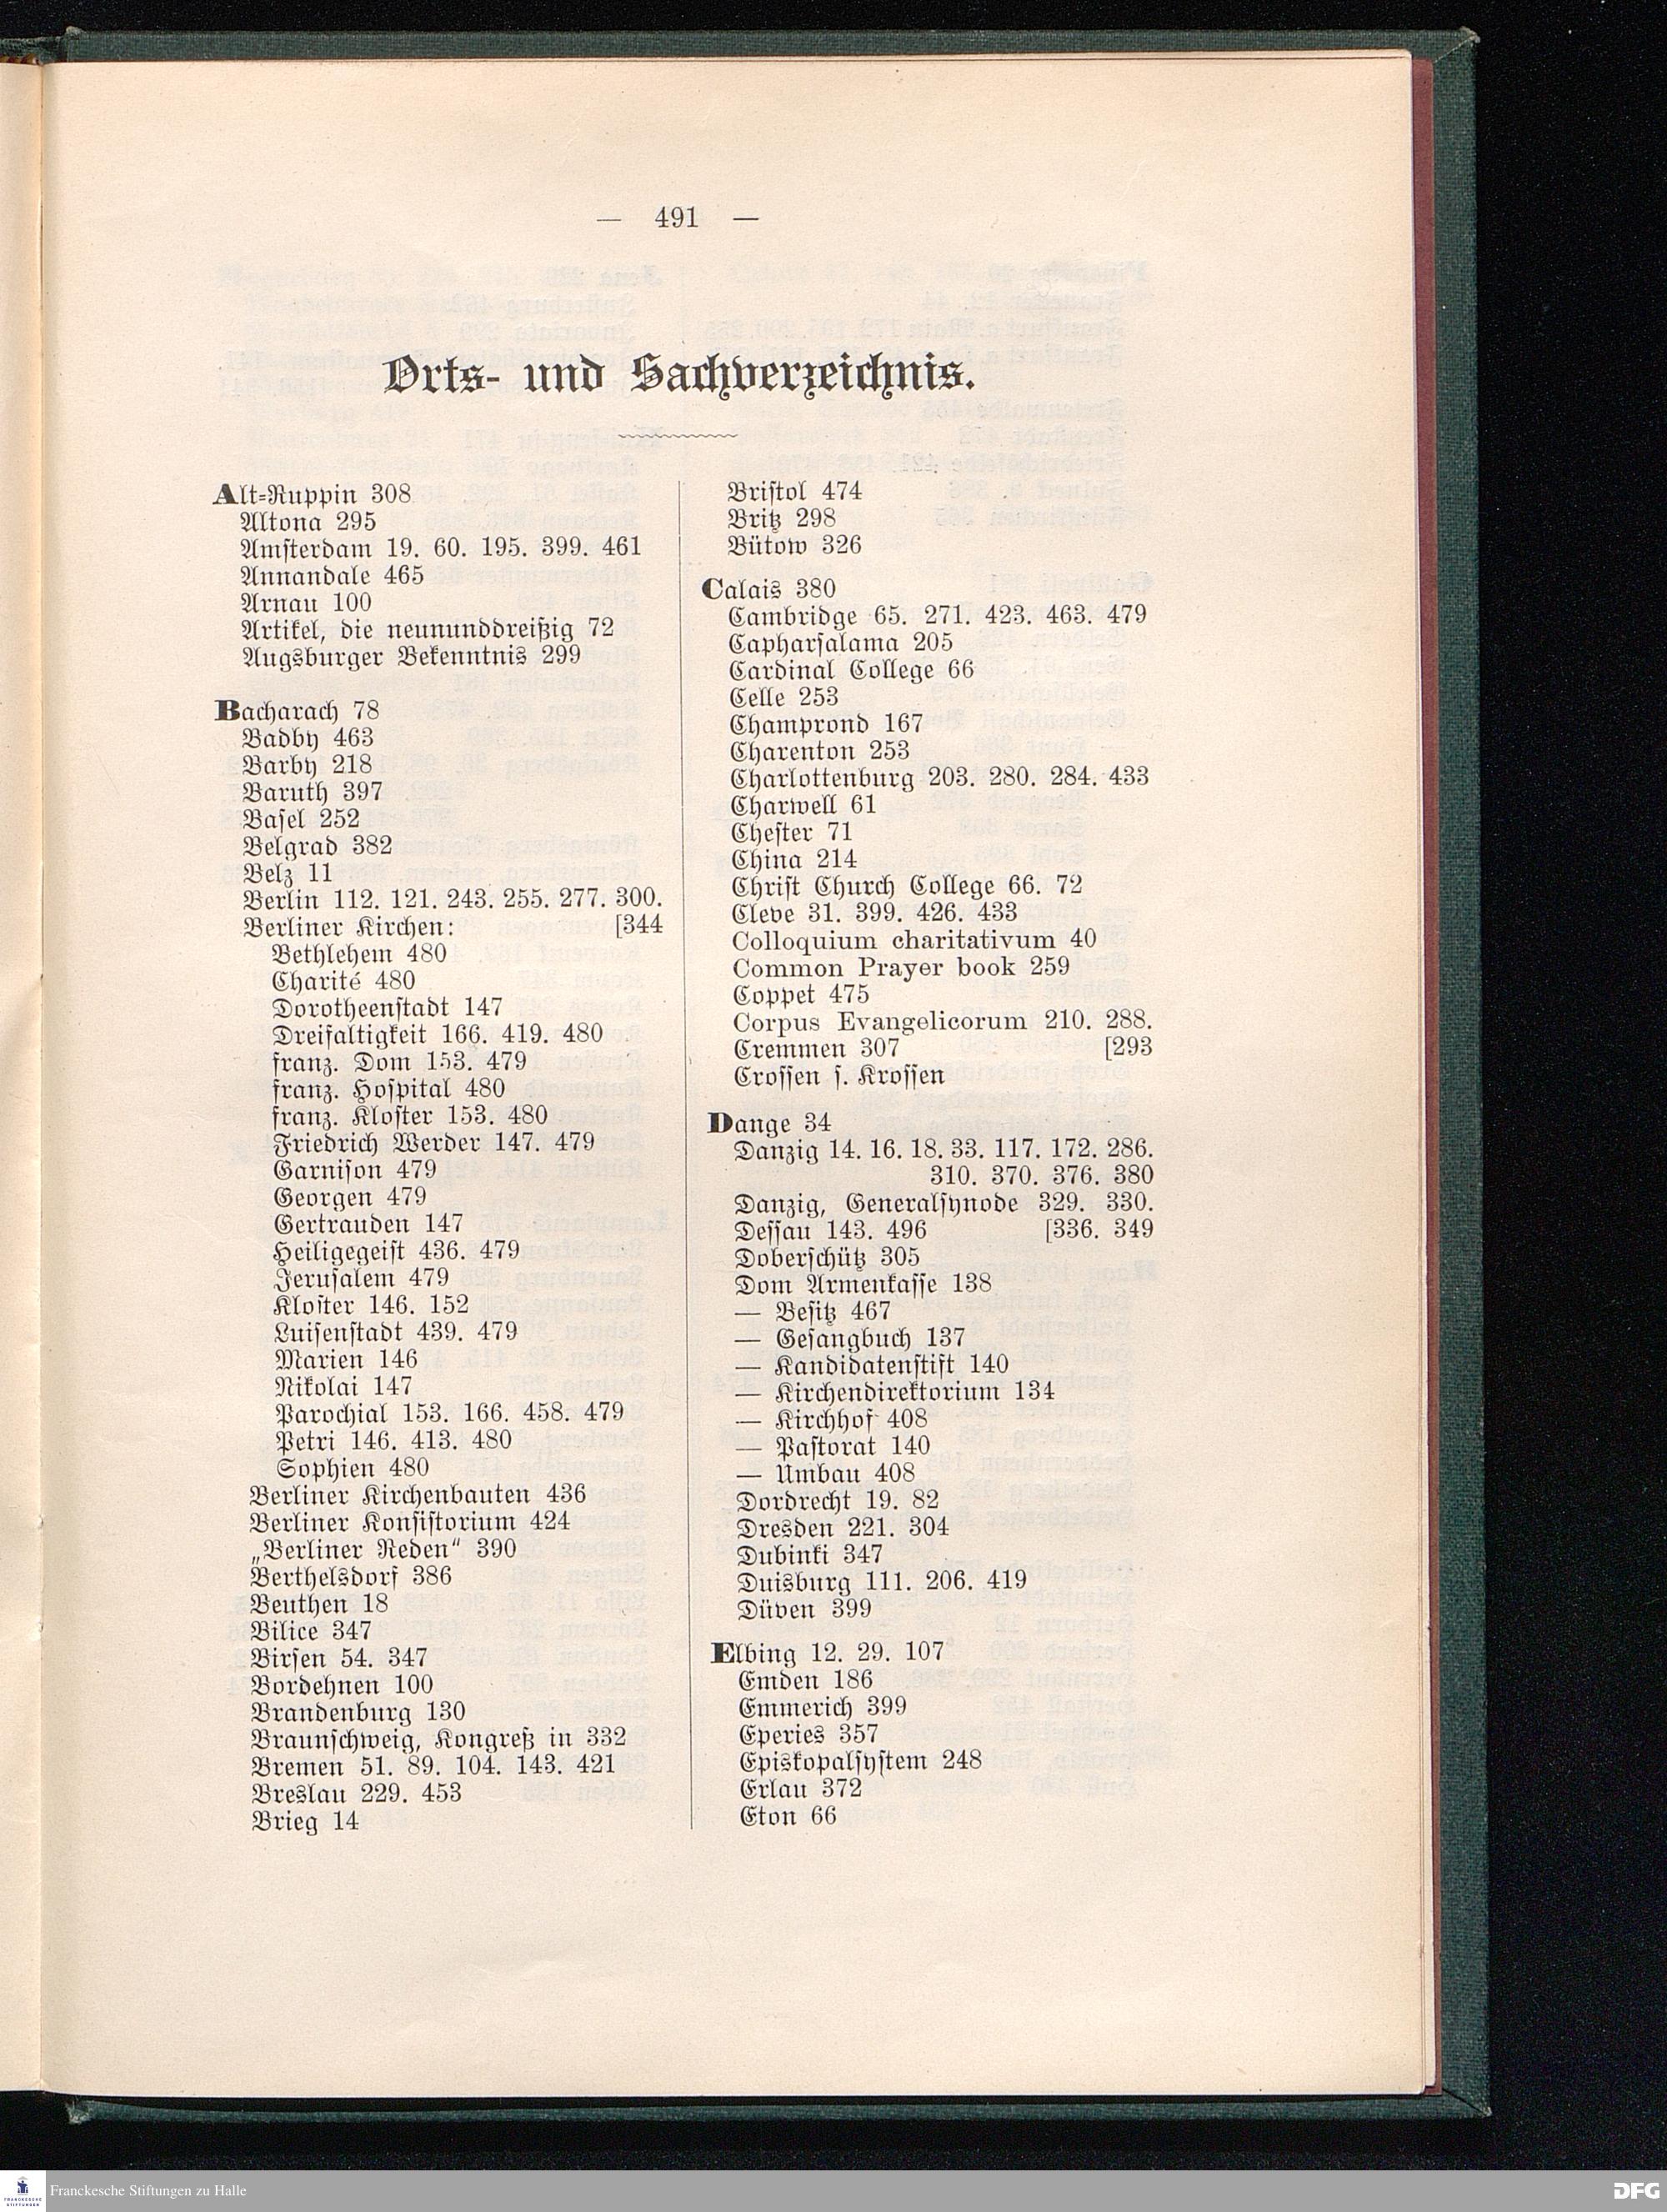 — 491 —
Orts- und Sachverzeichnis.
Alt-Ruppin 308
Altona 295
Amsterdam 19. 60. 195. 399. 461
Annandale 465
Arnau 100
Artikel, die neununddreißig 72
Augsburger Bekenntnis 299
Bacharach 78
Badby 463
Barby 218
Baruth 397
Basel 252
Belgrad 382
Belz 11
Berlin 112. 121. 243. 255. 277. 300.
Berliner Kirchen: [344
Bethlehem 480
Charité 480
Dorotheenstadt 147
Dreifaltigkeit 166. 419. 480
franz. Dom 153. 479
franz. Hospital 480
franz. Kloster 153. 480
Friedrich Werder 147. 479
Garnison 479
Georgen 479
Gertrauden 147
Heiligegeist 436. 479
Jerusalem 479
Kloster 146. 152
Luisenstadt 439. 479
Marien 146
Nikolai 147
Parochial 153. 166. 458. 479
Petri 146. 413. 480
Sophien 480
Berliner Kirchenbauten 436
Berliner Konsistorium 424
„Berliner Reden“ 390
Berthelsdorf 386
Beuthen 18
Bilice 347
Birsen 54. 347
Bordehnen 100
Brandenburg 130
Braunschweig, Kongreß in 332
Bremen 51. 89. 104. 143. 421
Breslau 229. 453
Brieg 14
Bristol 474
Britz 298
Bütow 326
Calais 380
Cambridge 65. 271. 423. 463. 479
Capharsalama 205
Cardinal College 66
Celle 253
Champrond 167
Charenton 253
Charlottenburg 203. 280. 284. 433
Charwell 61
Chester 71
China 214
Christ Church College 66. 72
Cleve 31. 399. 426. 433
Colloquium charitativum 40
Common Prayer book 259
Coppet 475
Corpus Evangelicorum 210. 288.
Cremmen 307 [293
Crossen s. Krossen
Dange 34
Danzig 14. 16. 18. 33. 117. 172. 286.
310. 370. 376. 380
Danzig, Generalsynode 329. 330.
Dessau 143. 496 [336. 349
Doberschütz 305
Dom Armenkasse 138
— Besitz 467
— Gesangbuch 137
— Kandidatenstift 140
— Kirchendirektorium 134
— Kirchhof 408
— Pastorat 140
— Umbau 408
Dordrecht 19. 82
Dresden 221. 304
Dubinki 347
Duisburg 111. 206. 419
Düven 399
Elbing 12. 29. 107
Emden 186
Emmerich 399
Eperies 357
Episkopalsystem 248
Erlau 372
Eton 66
FRANCKESCHE STIFTUNGEN
Franckesche Stiftungen zu Halle
DFG